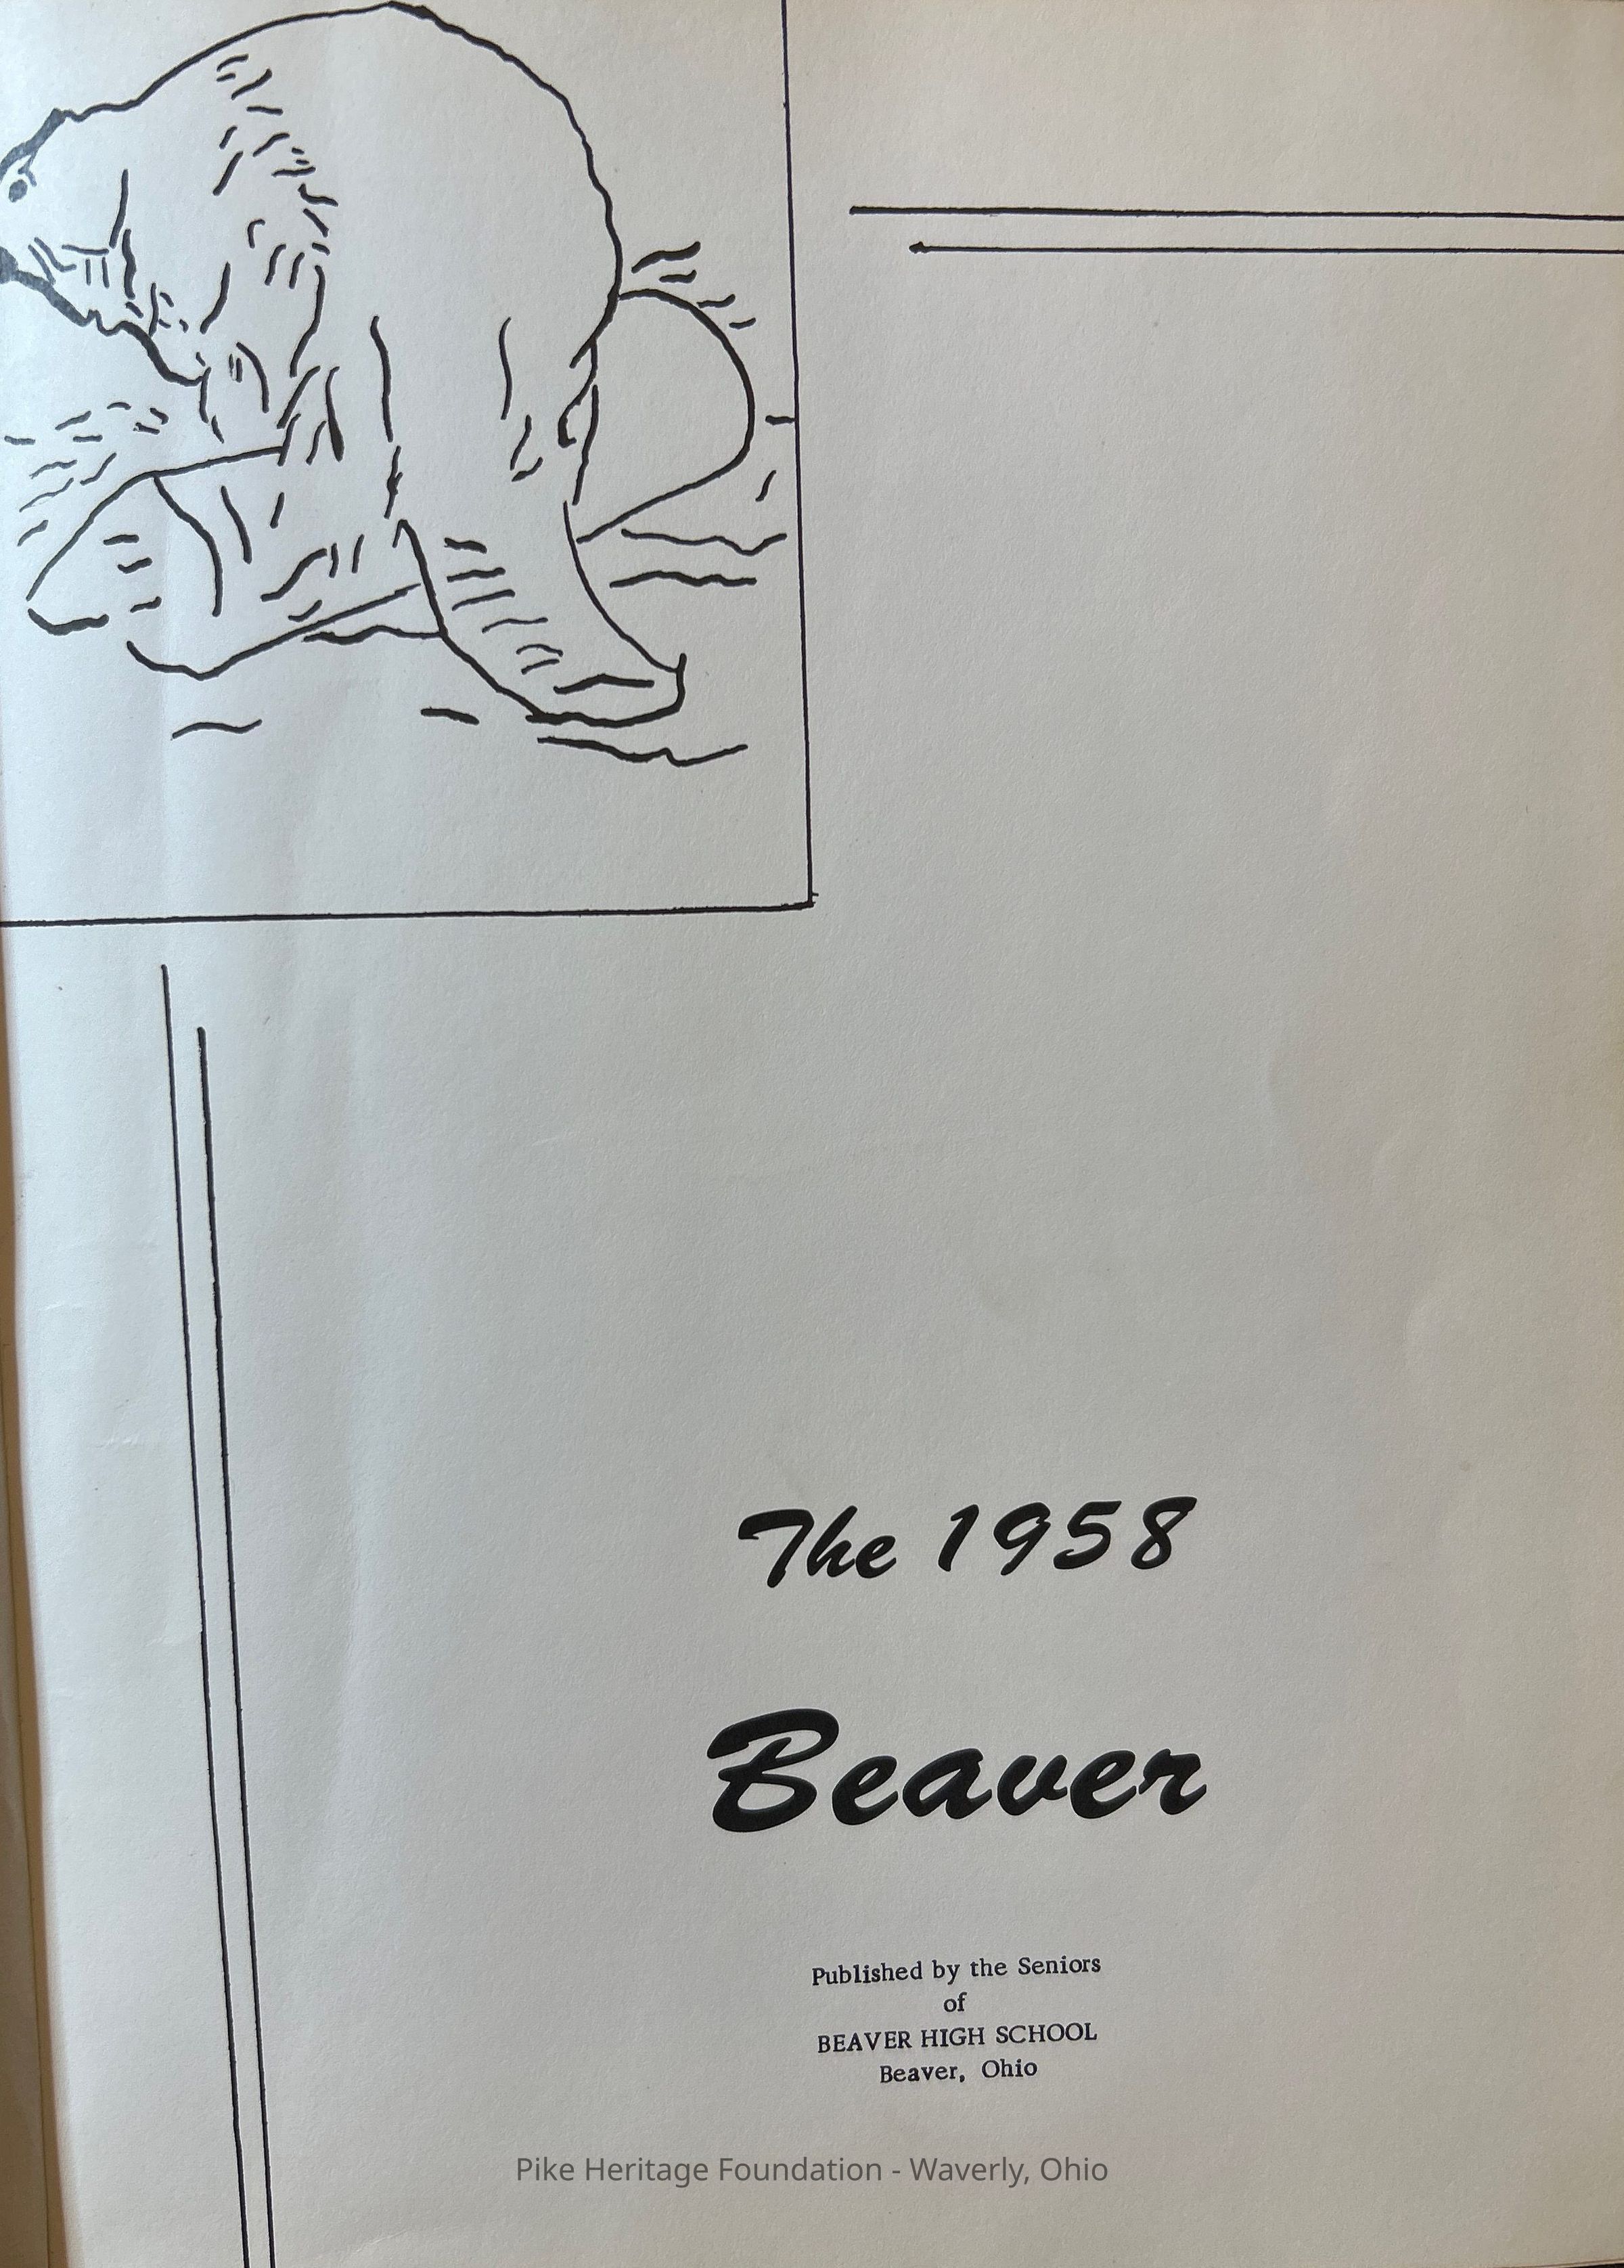 The 1958
Beaver
Published by the Seniors
of
BEAVER HIGH SCHOOL
Beaver, Ohio
Pike Heritage Foundation - Waverly, Ohio